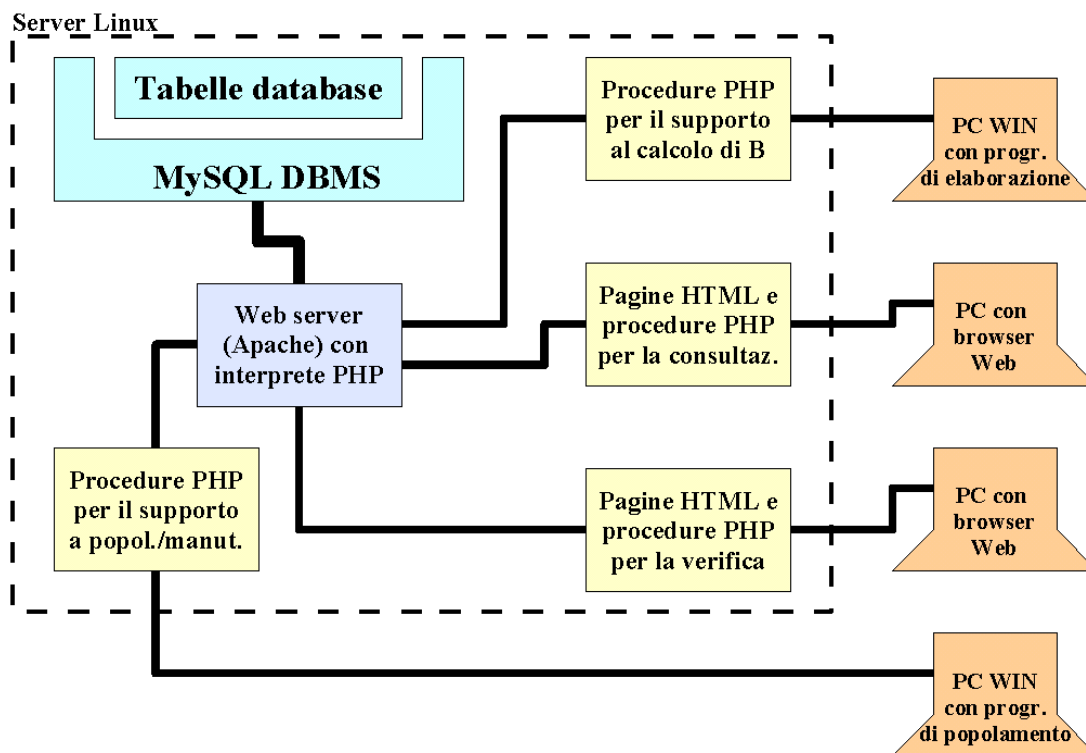 Server Linux
Tabelle database
MySQL DBMS
Procedure PHP
per il supporto
al calcolo di B
PC WIN
con progr.
di elaborazione
Web server
(Apache) con
interprete PHP
Pagine HTML e
procedure PHP
per la consultaz.
PC con
browser
Web
Procedure PHP
per il supporto
a popol./manut.
Pagine HTML e
procedure PHP
per la verifica
PC con
browser
Web
PC WIN
con progr.
di popolamento